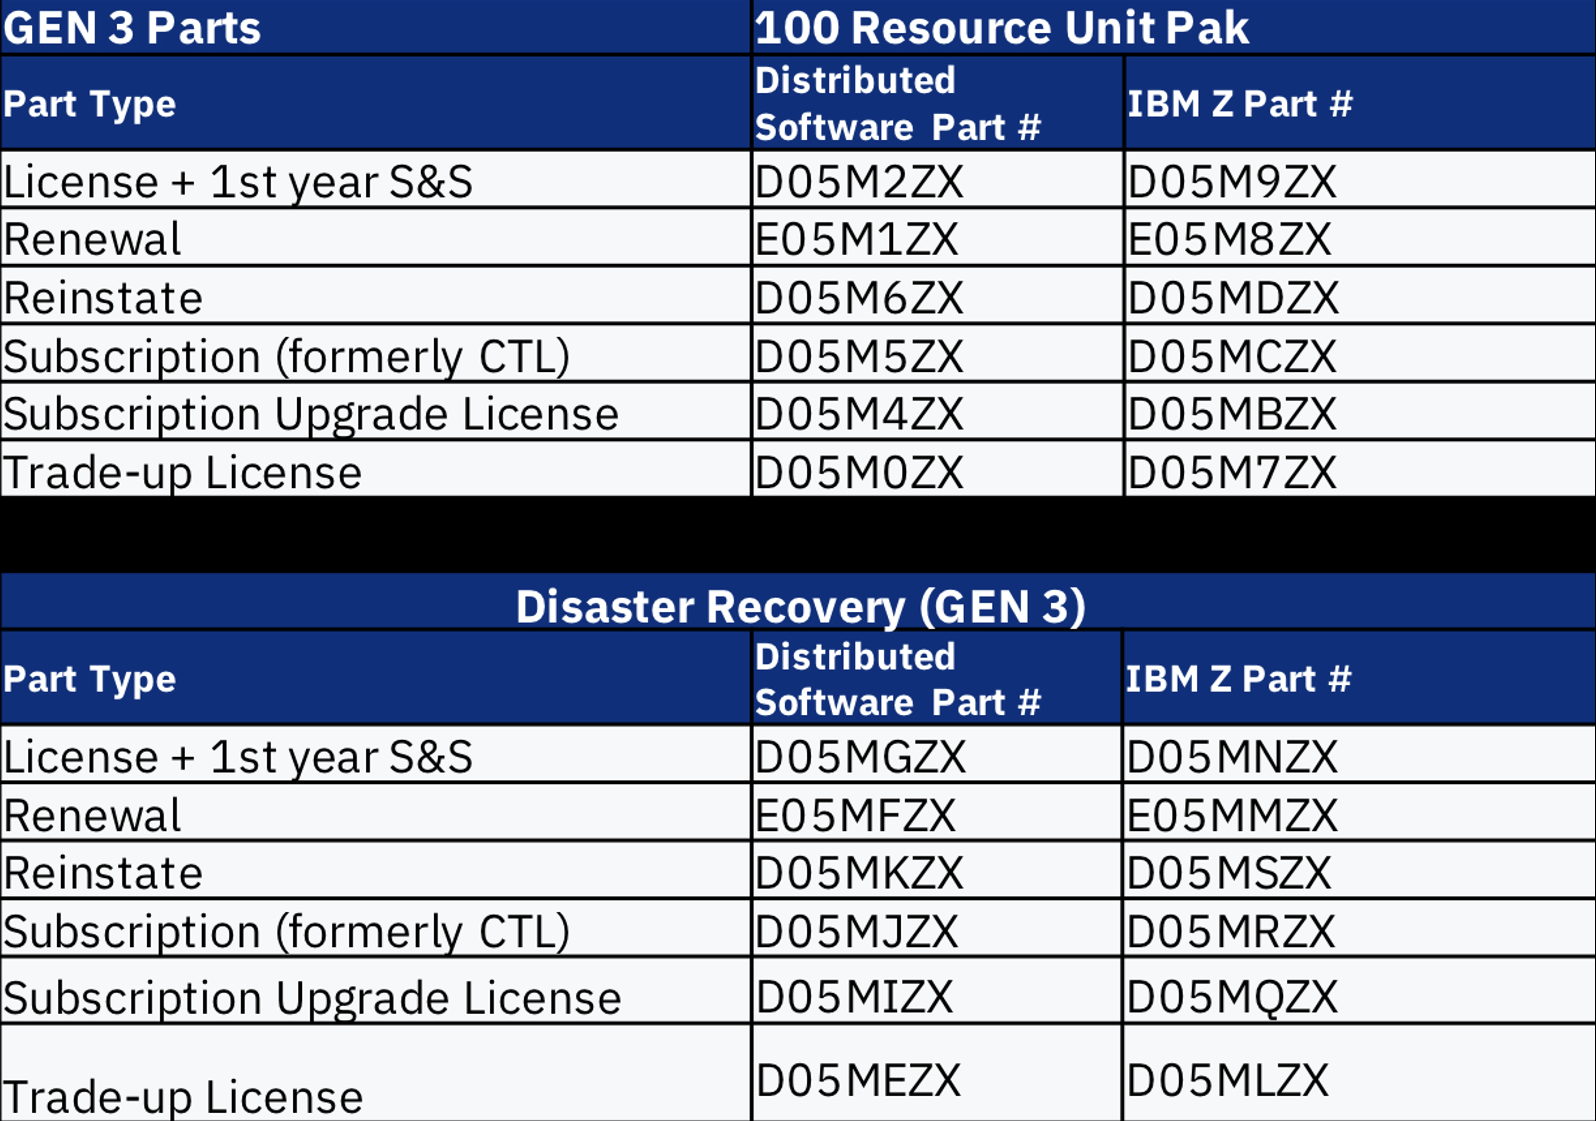 GEN 3 Parts 100 Resource Unit Pak
Part Type Distributed Software Part # IBM Z Part #
License + 1st year S&S D05M2ZX D05M9ZX
Renewal E05M1ZX E05M8ZX
Reinstate D05M6ZX D05MDZX
Subscription (formerly CTL) D05M5ZX D05MCZX
Subscription Upgrade License D05M4ZX D05MBZX
Trade-up License D05M0ZX D05M7ZX
Disaster Recovery (GEN 3)
Part Type Distributed Software Part # IBM Z Part #
License + 1st year S&S D05MGZX D05MNZX
Renewal E05MFZX E05MMZX
Reinstate D05MKZX D05MSZX
Subscription (formerly CTL) D05MJZX D05MRZX
Subscription Upgrade License D05MIZX D05MQZX
Trade-up License D05MEZX D05MLZX